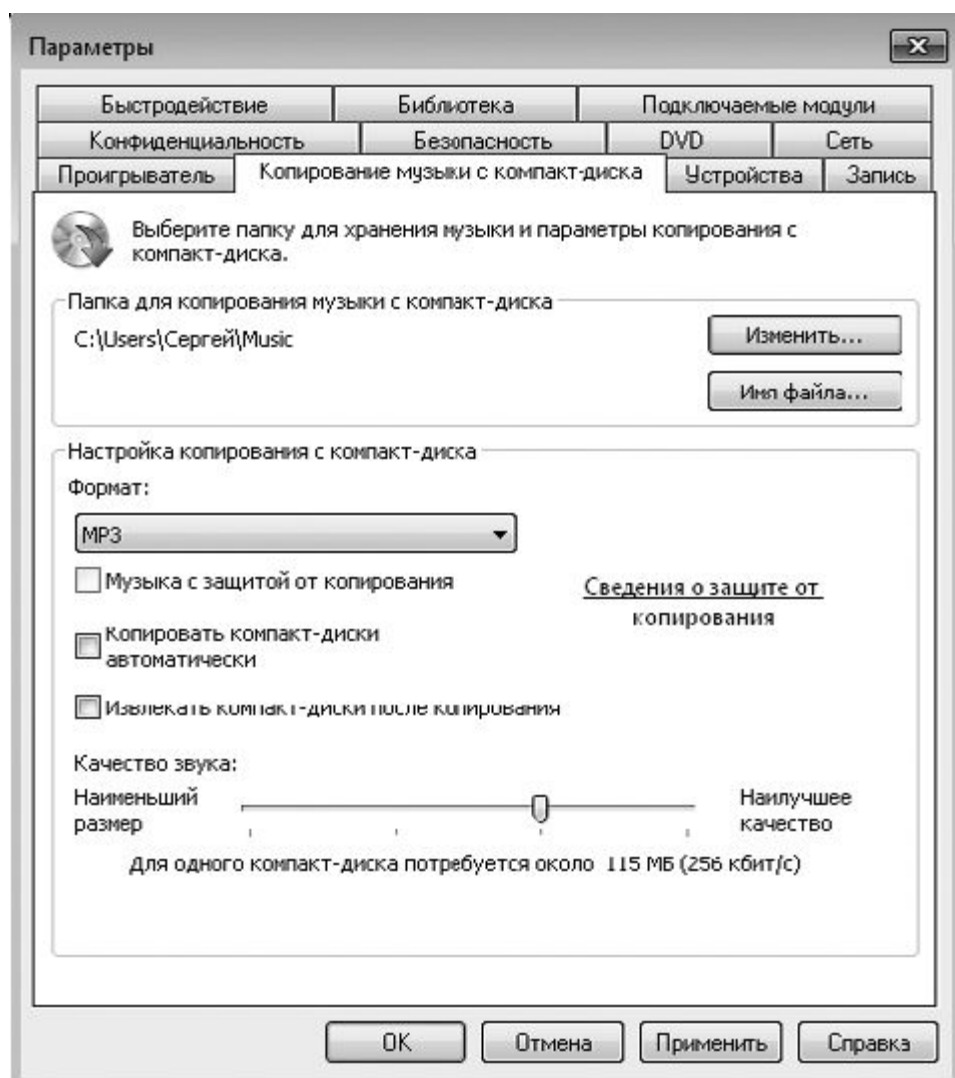 Параметры
Быстродействие Библиотека Подключаемые модули
Конфиденциальность Безопасность DVD Сеть
Проигрыватель Копирование музыки с компакт-диска Устройства Запись
Выберите папку для хранения музыки и параметры копирования с
компакт-диска.
Папка для копирования музыки с компакт-диска
C:\Users\Сергей\Music
Изменить...
Имя файла...
Настройка копирования с компакт-диска
Формат:
MP3
Музыка с защитой от копирования
Сведения о защите от
копирования
Копировать компакт-диски
автоматически
Извлекать компакт-диски после копирования
Качество звука:
Наименьший
размер
Наилучшее
качество
Для одного компакт-диска потребуется около 115 МБ (256 кбит/с)
OK Отмена Применить Справка